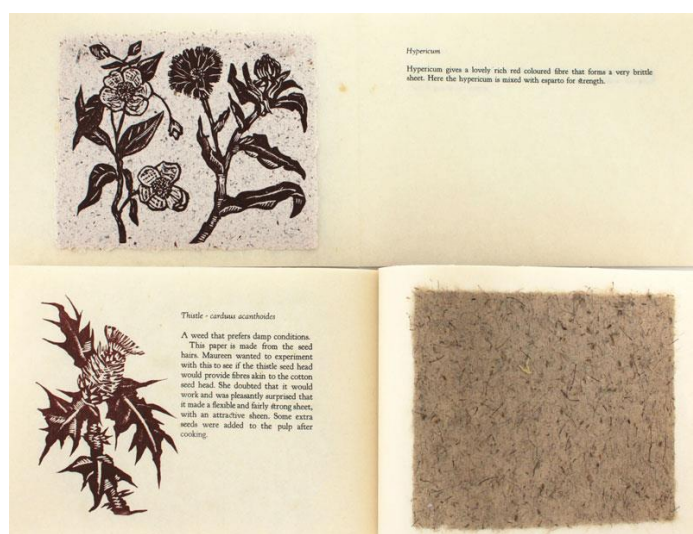 Hypericum
Hypericum gives a lovely rich red coloured fibre that forms a very brittle
sheet. Here the hypericum is mixed with esparto for strength.
Thistle - carduus acanthoides
A weed that prefers damp conditions.
This paper is made from the seed
hairs. Maureen wanted to experiment
with this to see if the thistle seed head
would provide fibres akin to the cotton
seed head. She doubted that it would
work and was pleasantly surprised that
it made a flexible and fairly strong sheet,
with an attractive sheen. Some extra
seeds were added to the pulp after
cooking.